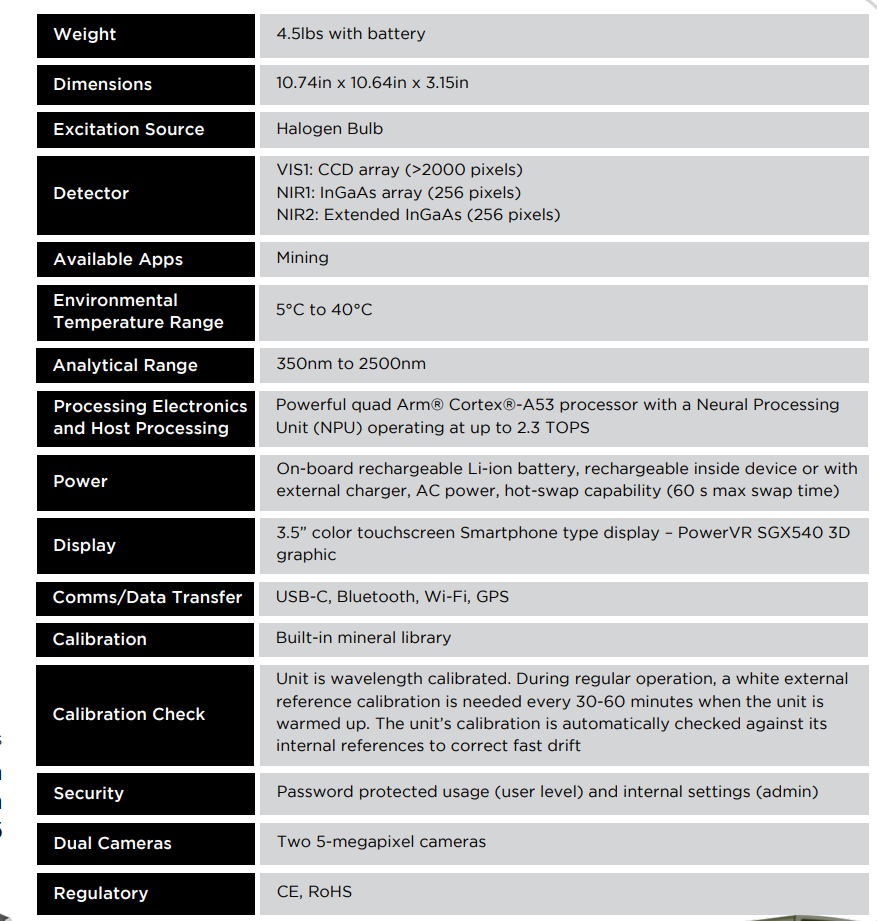 Weight
4.5lbs with battery
Dimensions
10.74in x 10.64in x 3.15in
Excitation Source
Halogen Bulb
Detector
VIS1: CCD array (>2000 pixels)
NIR1: InGaAs array (256 pixels)
NIR2: Extended InGaAs (256 pixels)
Available Apps
Mining
Environmental
Temperature Range
5°C to 40°C
Analytical Range
350nm to 2500nm
Processing Electronics
and Host Processing
Powerful quad Arm® Cortex®-A53 processor with a Neural Processing
Unit (NPU) operating at up to 2.3 TOPS
Power
On-board rechargeable Li-ion battery, rechargeable inside device or with
external charger, AC power, hot-swap capability (60 s max swap time)
Display
3.5” color touchscreen Smartphone type display – PowerVR SGX540 3D
graphic
Comms/Data Transfer
USB-C, Bluetooth, Wi-Fi, GPS
Calibration
Built-in mineral library
Calibration Check
Unit is wavelength calibrated. During regular operation, a white external
reference calibration is needed every 30-60 minutes when the unit is
warmed up. The unit’s calibration is automatically checked against its
internal references to correct fast drift
Security
Password protected usage (user level) and internal settings (admin)
Dual Cameras
Two 5-megapixel cameras
Regulatory
CE, RoHS